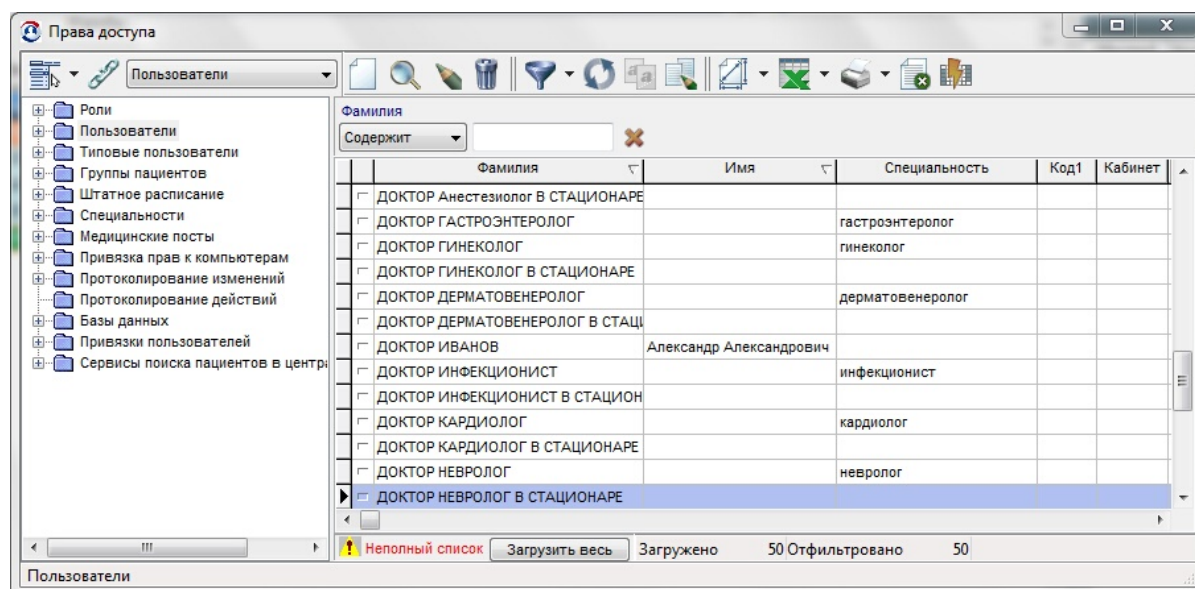 Права доступа
Пользователи
Роли
Пользователи
Типовые пользователи
Группы пациентов
Штатное расписание
Специальности
Медицинские посты
Привязка прав к компьютерам
Протоколирование изменений
Протоколирование действий
Базы данных
Привязки пользователей
Сервисы поиска пациентов в центр
Фамилия
Содержит
Фамилия Имя Специальность Код1 Кабинет
ДОКТОР Анестезиолог В СТАЦИОНАРЕ
ДОКТОР ГАСТРОЭНТЕРОЛОГ гастроэнтеролог
ДОКТОР ГИНЕКОЛОГ гинеколог
ДОКТОР ГИНЕКОЛОГ В СТАЦИОНАРЕ
ДОКТОР ДЕРМАТОВЕНЕРОЛОГ дерматовенеролог
ДОКТОР ДЕРМАТОВЕНЕРОЛОГ В СТАЦ
ДОКТОР ИВАНОВ Александр Александрович
ДОКТОР ИНФЕКЦИОНИСТ инфекционист
ДОКТОР ИНФЕКЦИОНИСТ В СТАЦИОН
ДОКТОР КАРДИОЛОГ кардиолог
ДОКТОР КАРДИОЛОГ В СТАЦИОНАРЕ
ДОКТОР НЕВРОЛОГ невролог
ДОКТОР НЕВРОЛОГ В СТАЦИОНАРЕ
Неполный список Загрузить весь Загружено 50 Отфильтровано 50
Пользователи